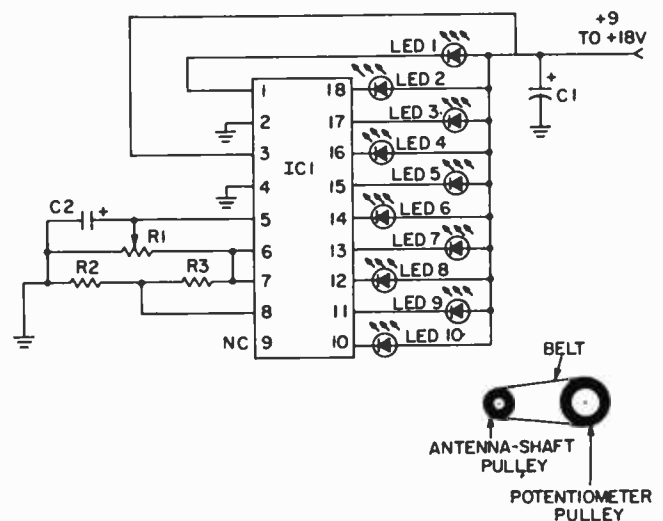 +9
TO +18V
LED 1
C1
+
1
18
LED 2
2
17
LED 3
3
16
LED 4
IC1
4
15
LED 5
C2
+
5
14
LED 6
R1
6
13
LED 7
R2
R3
7
12
LED 8
8
11
LED 9
NC
9
10
LED 10
BELT
ANTENNA-SHAFT
PULLEY
POTENTIOMETER
PULLEY